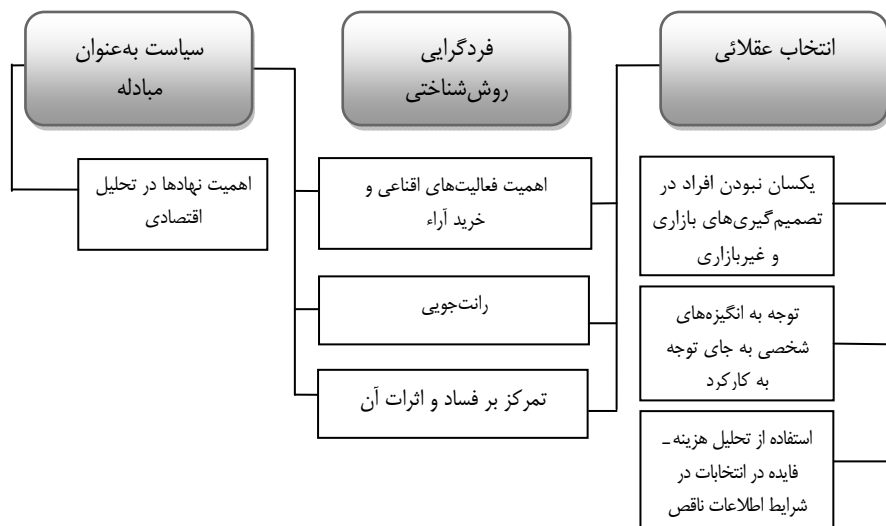 انتخاب عقلائی
فردگرایی
روش‌شناختی
سیاست به‌عنوان
مبادله
یکسان نبودن افراد در
تصمیم‌گیری‌های بازاری
و غیربازاری
اهمیت فعالیت‌های اقناعی و
خرید آراء
اهمیت نهادها در تحلیل
اقتصادی
توجه به انگیزه‌های
شخصی به جای توجه
به کارکرد
رانت‌جویی
استفاده از تحلیل هزینه ـ
فایده در انتخابات در
شرایط اطلاعات ناقص
تمرکز بر فساد و اثرات آن